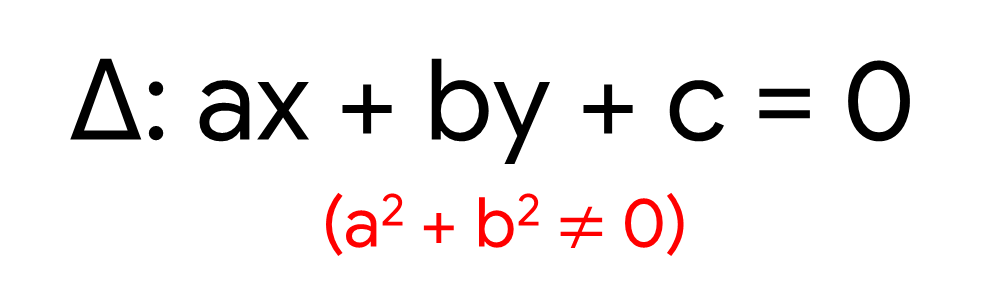 Δ: ax + by + c = 0
(a² + b² ≠ 0)